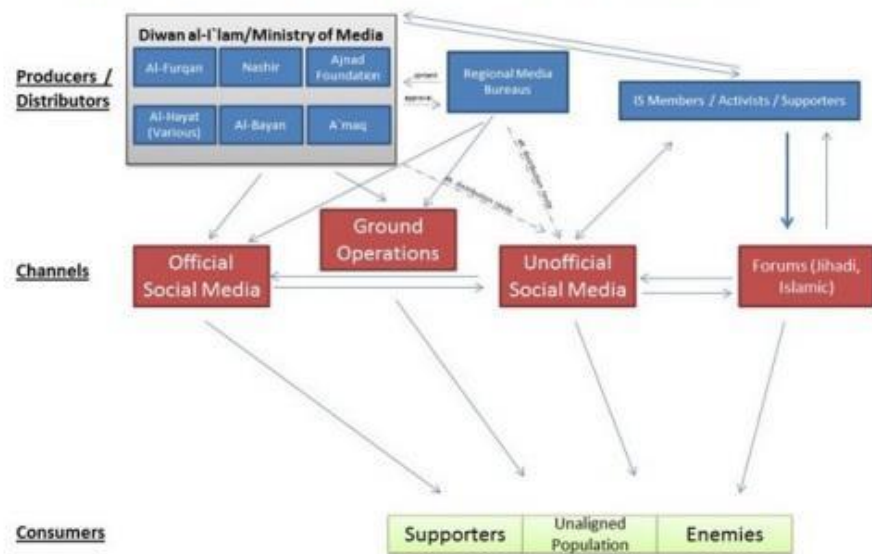 Diwan al-I`lam/Ministry of Media
Producers /
Distributors
Al-Furqan
Nashir
Ajnad
Foundation
Al-Hayat
(Various)
Al-Bayan
A`maq
content
approval
Regional Media
Bureaus
IS Members / Activists / Supporters
Channels
Official
Social Media
Ground
Operations
Unofficial
Social Media
Forums (Jihadi,
Islamic)
Consumers
Supporters
Unaligned
Population
Enemies